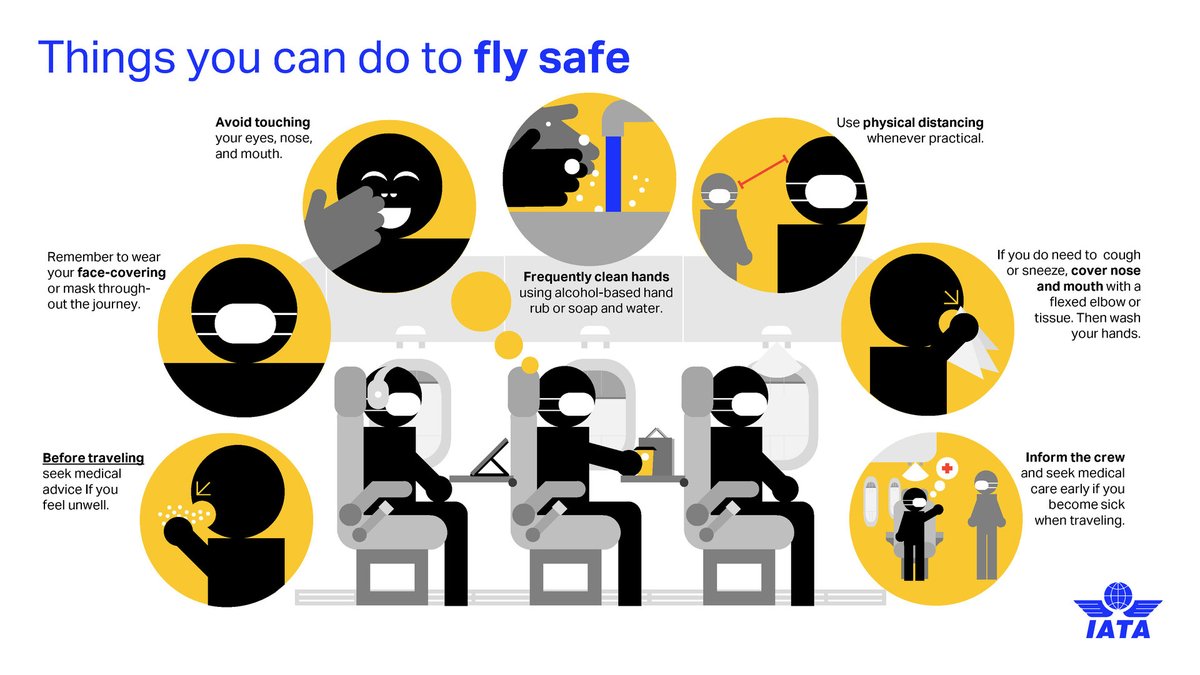 Things you can do to fly safe
Avoid touching
your eyes, nose,
and mouth.
Use physical distancing
whenever practical.
Remember to wear
your face-covering
or mask through-
out the journey.
Frequently clean hands
using alcohol-based hand
rub or soap and water.
If you do need to cough
or sneeze, cover nose
and mouth with a
flexed elbow or
tissue. Then wash
your hands.
Before traveling
seek medical
advice If you
feel unwell.
Inform the crew
and seek medical
care early if you
become sick
when traveling.
IATA